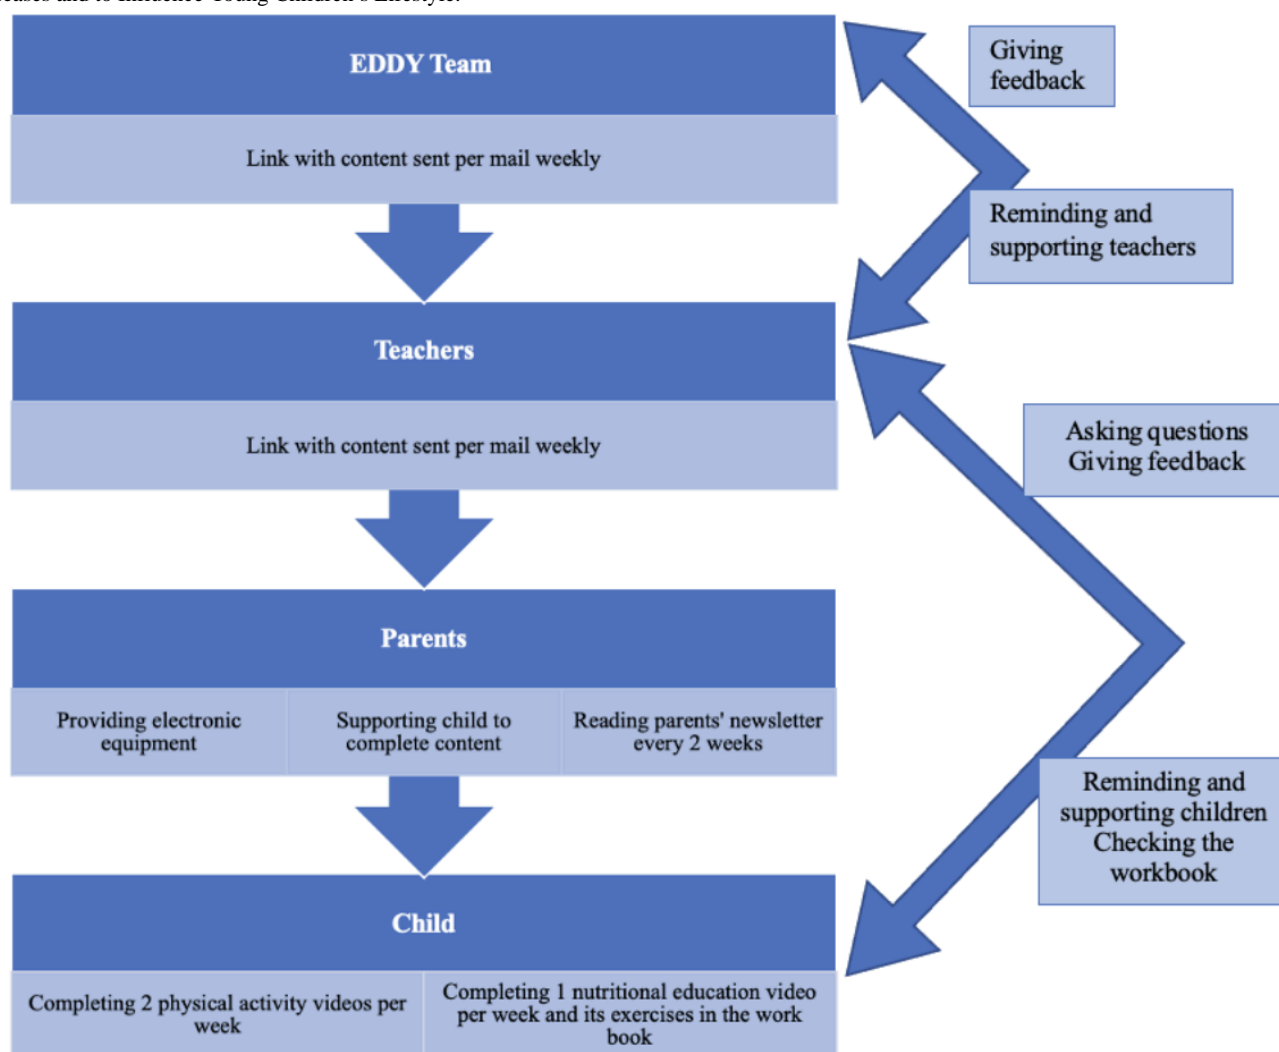 EDDY Team
Giving
feedback
Link with content sent per mail weekly
Reminding and
supporting teachers
Teachers
Link with content sent per mail weekly
Asking questions
Giving feedback
Parents
Providing electronic
equipment
Supporting child to
complete content
Reading parents' newsletter
every 2 weeks
Reminding and
supporting children
Checking the
workbook
Child
Completing 2 physical activity videos per
week
Completing 1 nutritional education video
per week and its exercises in the work
book